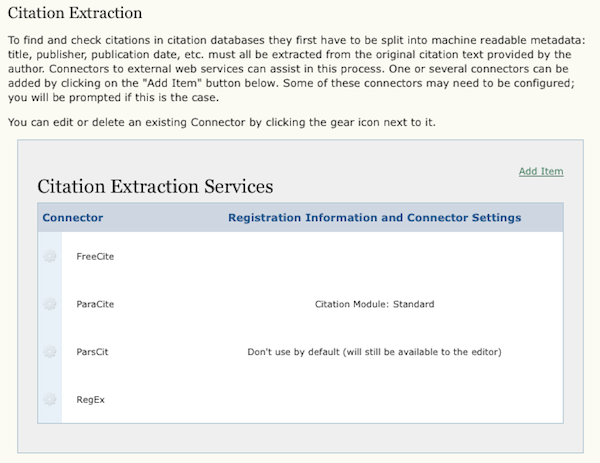 Citation Extraction
To find and check citations in citation databases they first have to be split into machine readable metadata:
title, publisher, publication date, etc. must all be extracted from the original citation text provided by the
author. Connectors to external web services can assist in this process. One or several connectors can be
added by clicking on the "Add Item" button below. Some of these connectors may need to be configured;
you will be prompted if this is the case.
You can edit or delete an existing Connector by clicking the gear icon next to it.
Add Item
Citation Extraction Services
Connector Registration Information and Connector Settings
FreeCite
ParaCite Citation Module: Standard
ParsCit Don't use by default (will still be available to the editor)
RegEx